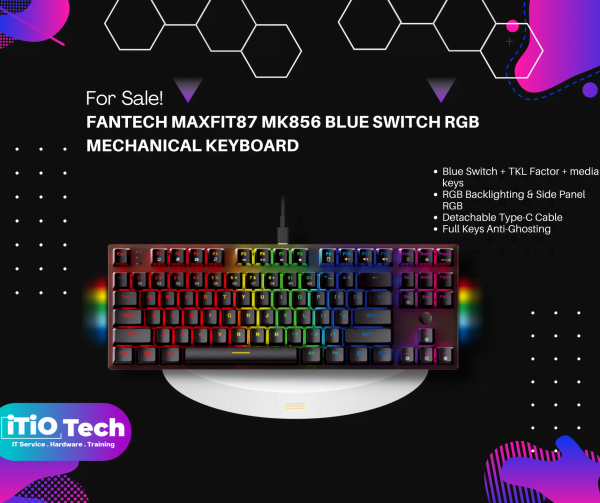 For Sale!
FANTECH MAXFIT87 MK856 BLUE SWITCH RGB
MECHANICAL KEYBOARD
Blue Switch + TKL Factor + media
keys
RGB Backlighting & Side Panel
RGB
Detachable Type-C Cable
Full Keys Anti-Ghosting
iTiO Tech
IT Service . Hardware . Training